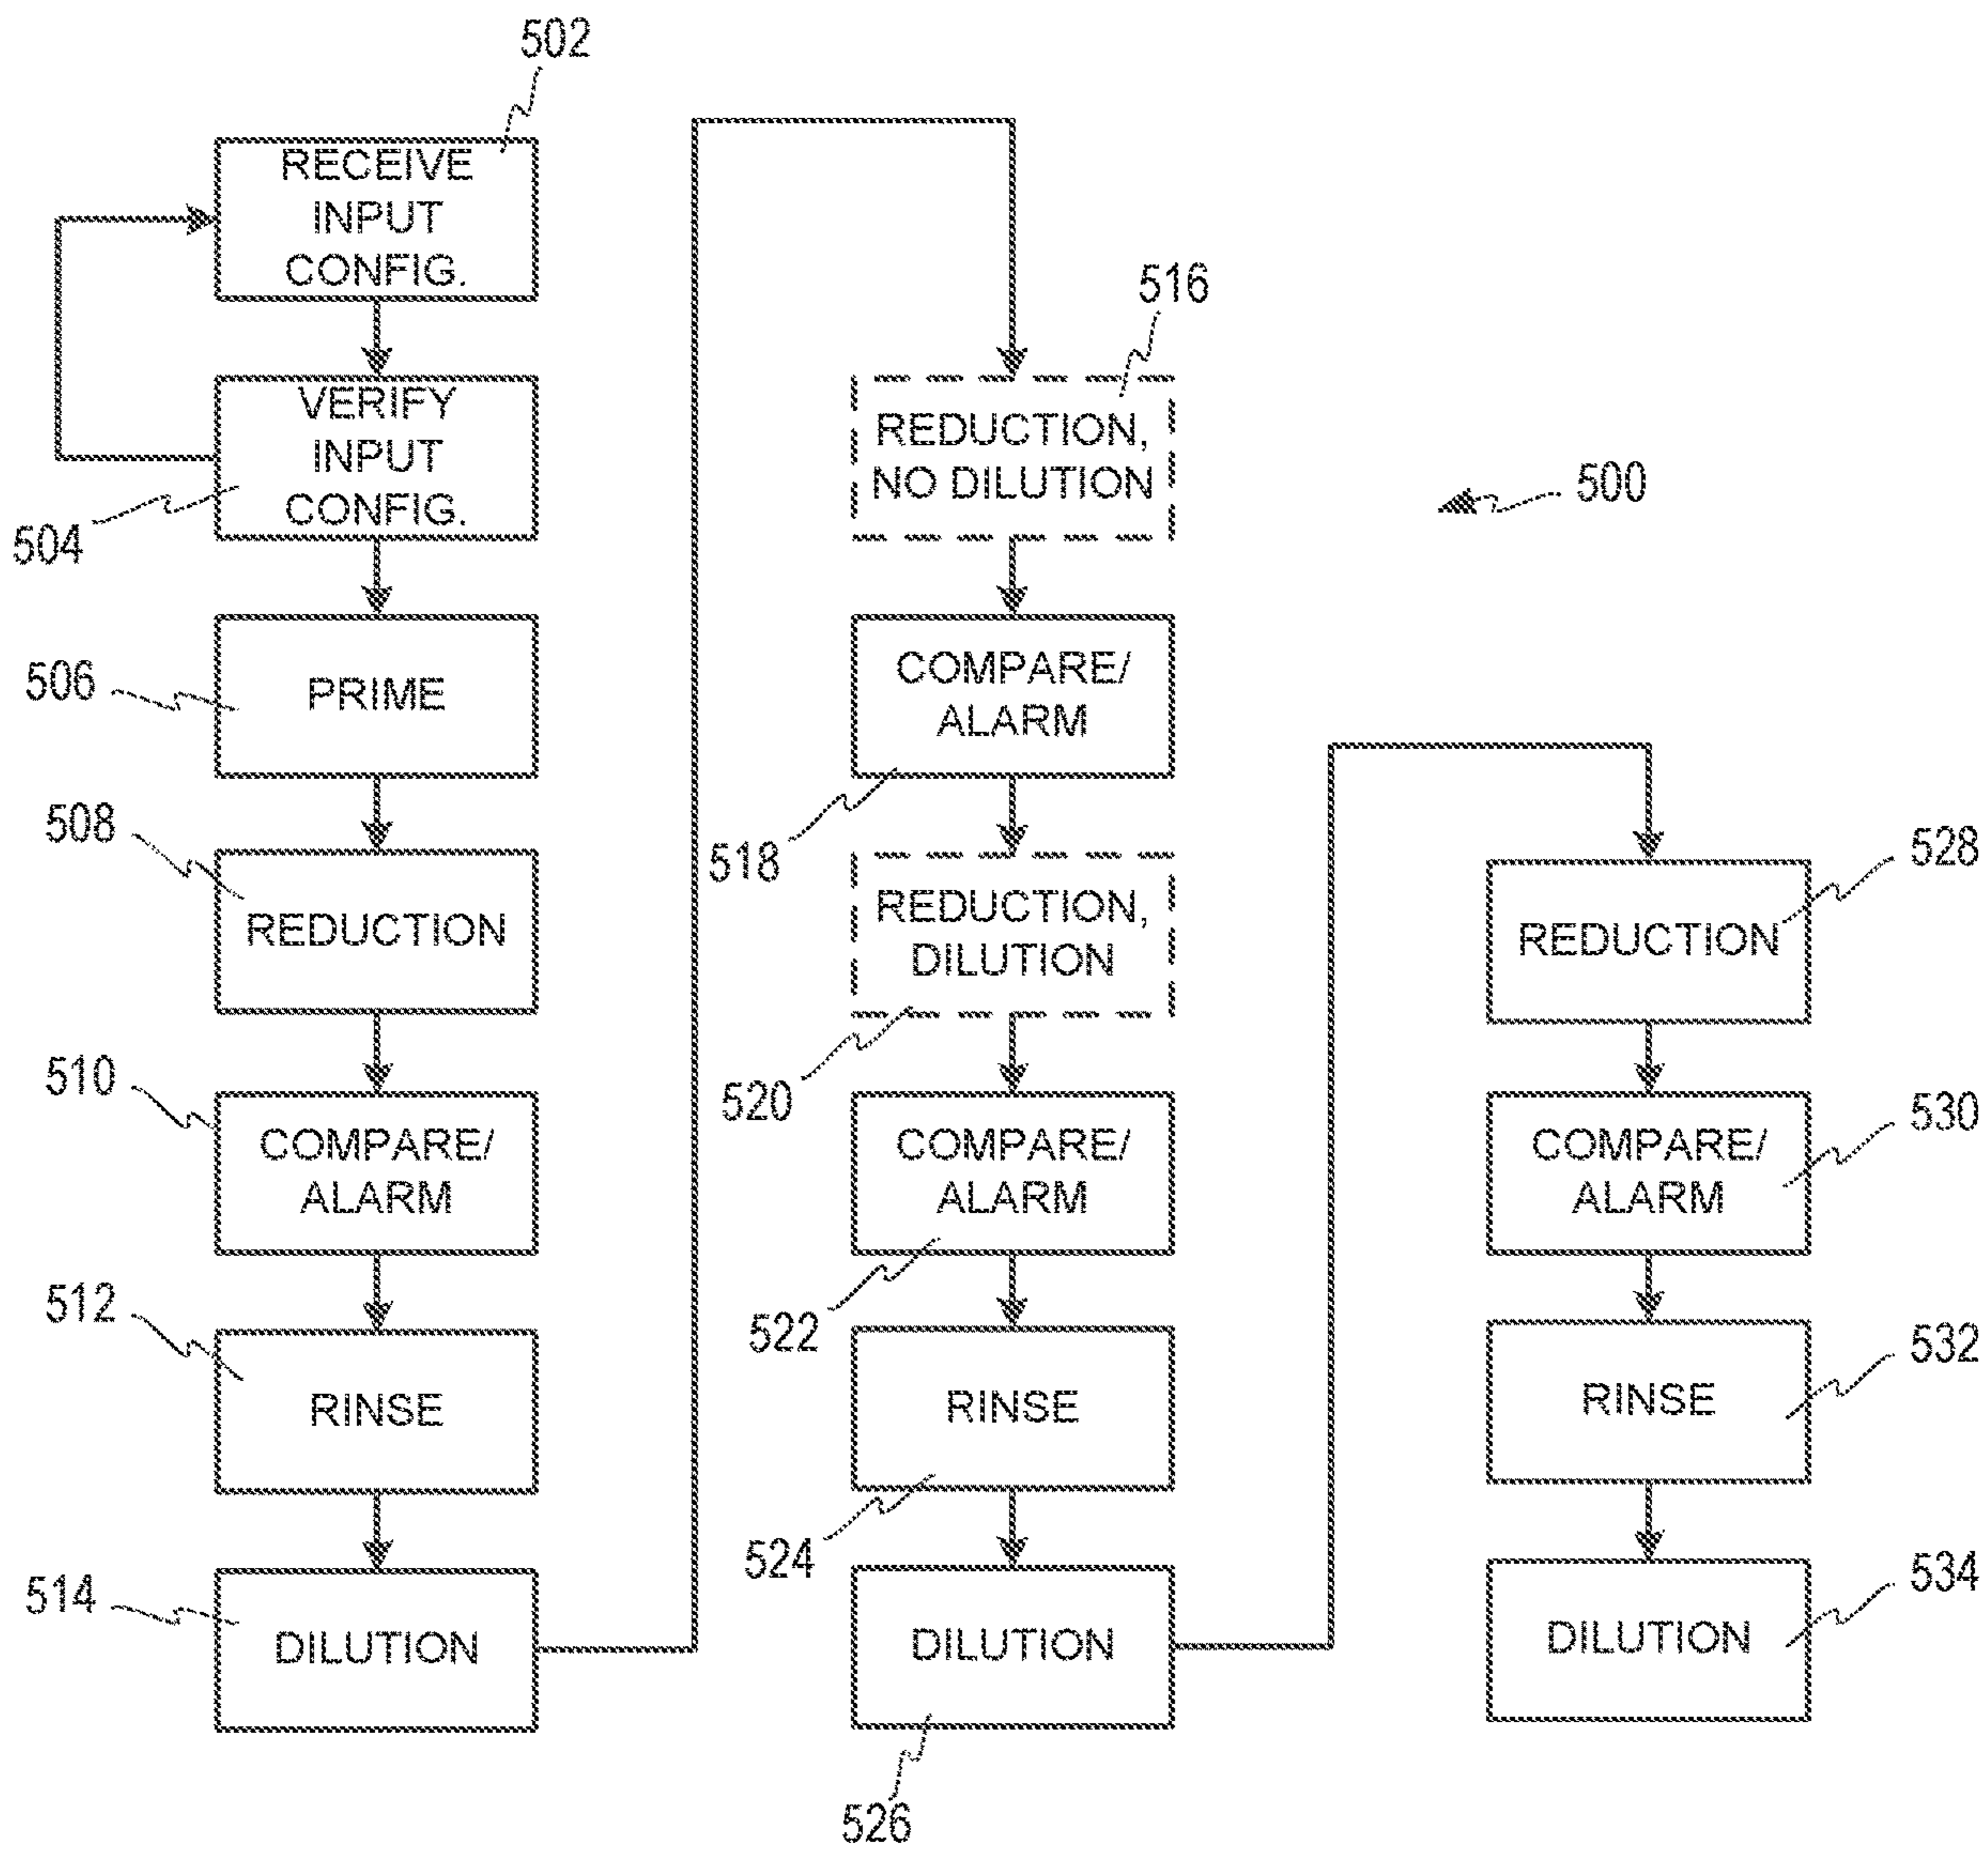 502
RECEIVE
INPUT
CONFIG.
VERIFY
INPUT
CONFIG.
504
506
PRIME
508
REDUCTION
510
COMPARE/
ALARM
512
RINSE
514
DILUTION
516
REDUCTION,
NO DILUTION
500
COMPARE/
ALARM
518
REDUCTION,
DILUTION
520
COMPARE/
ALARM
522
RINSE
524
DILUTION
526
528
REDUCTION
530
COMPARE/
ALARM
532
RINSE
534
DILUTION